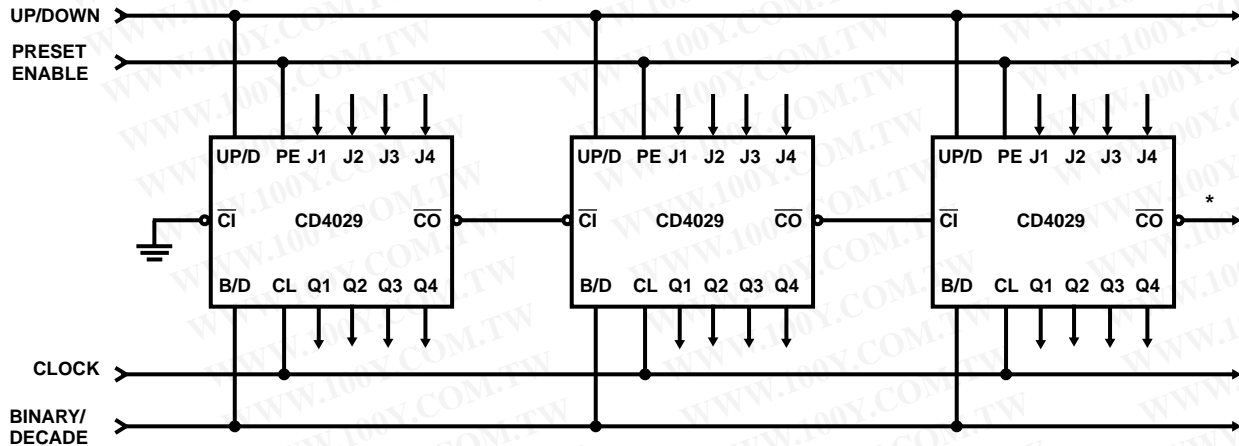 UP/DOWN
PRESET
ENABLE
UP/D PE J1 J2 J3 J4
UP/D PE J1 J2 J3 J4
UP/D PE J1 J2 J3 J4
CI CD4029 CO
CI CD4029 CO
CI CD4029 CO
*
B/D CL Q1 Q2 Q3 Q4
B/D CL Q1 Q2 Q3 Q4
B/D CL Q1 Q2 Q3 Q4
CLOCK
BINARY/
DECADE
WWW.100Y.COM.TW